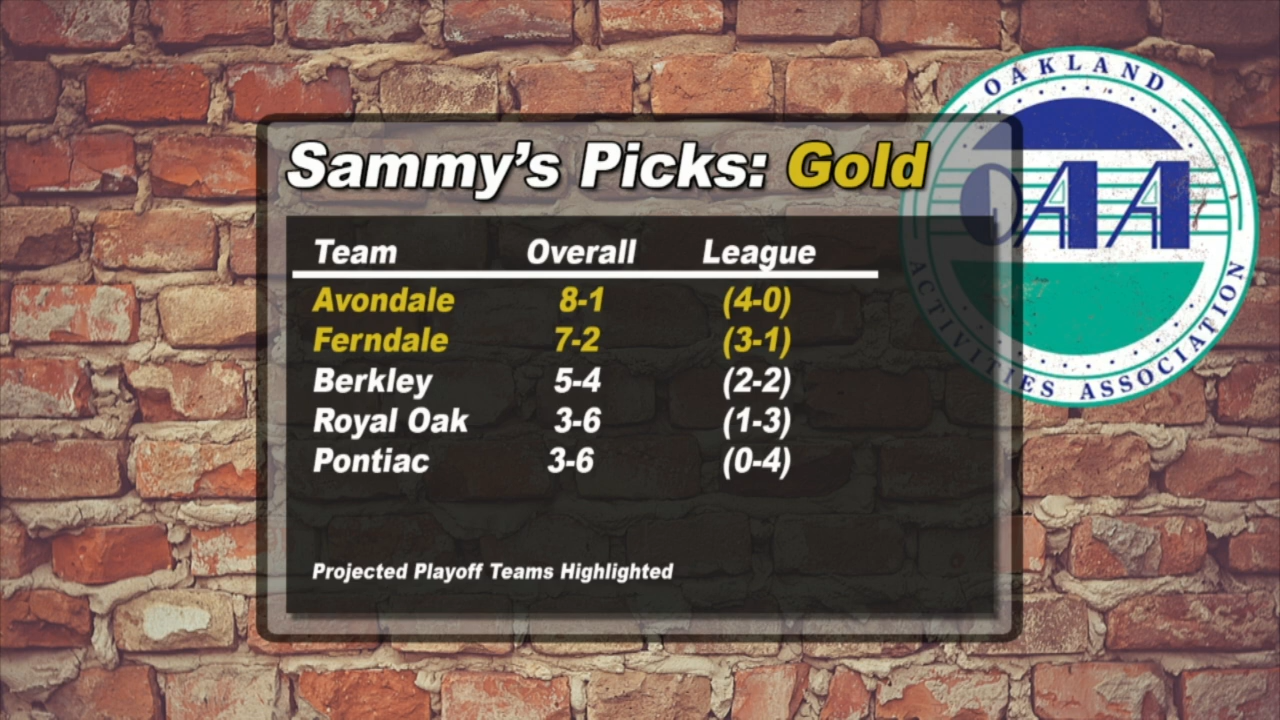 Sammy's Picks: Gold
OAKLAND
OAA
ACTIVITIES ASSOCIATION
Team Overall League
Avondale 8-1 (4-0)
Ferndale 7-2 (3-1)
Berkley 5-4 (2-2)
Royal Oak 3-6 (1-3)
Pontiac 3-6 (0-4)
Projected Playoff Teams Highlighted